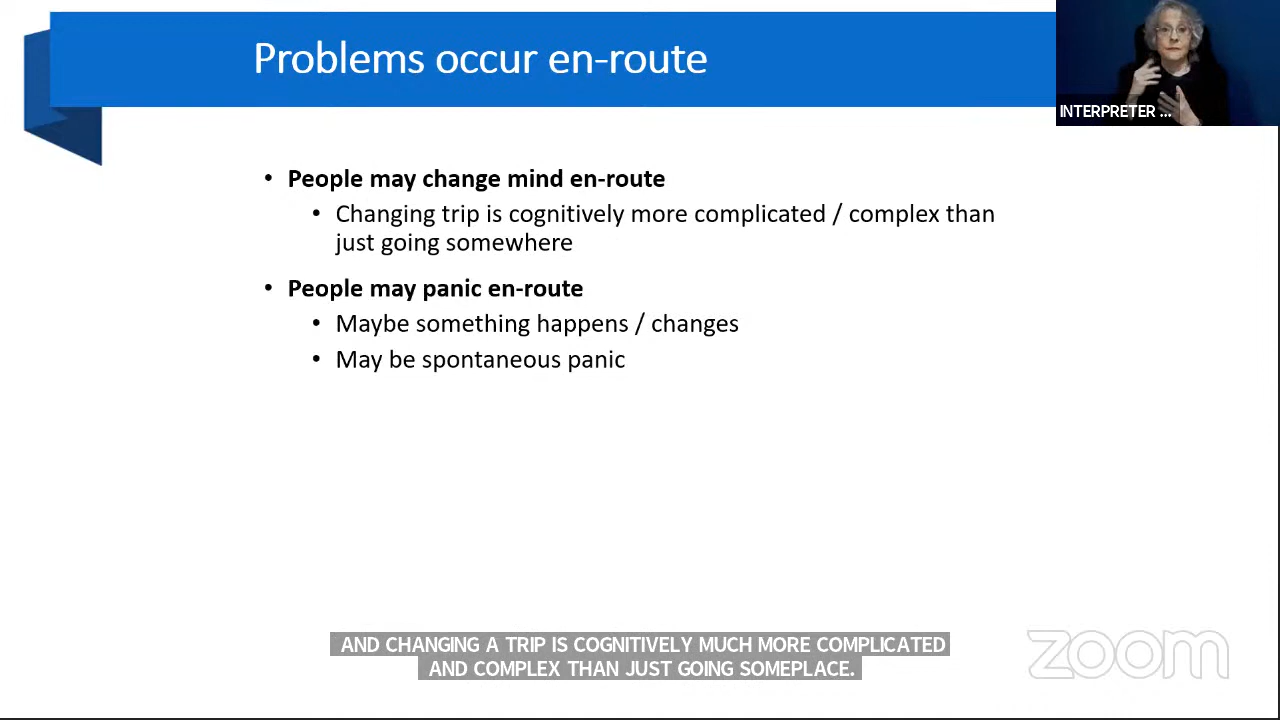 Problems occur en-route
INTERPRETER ...
• People may change mind en-route
• Changing trip is cognitively more complicated / complex than
just going somewhere
• People may panic en-route
• Maybe something happens / changes
• May be spontaneous panic
AND CHANGING A TRIP IS COGNITIVELY MUCH MORE COMPLICATED
AND COMPLEX THAN JUST GOING SOMEPLACE.
zoom